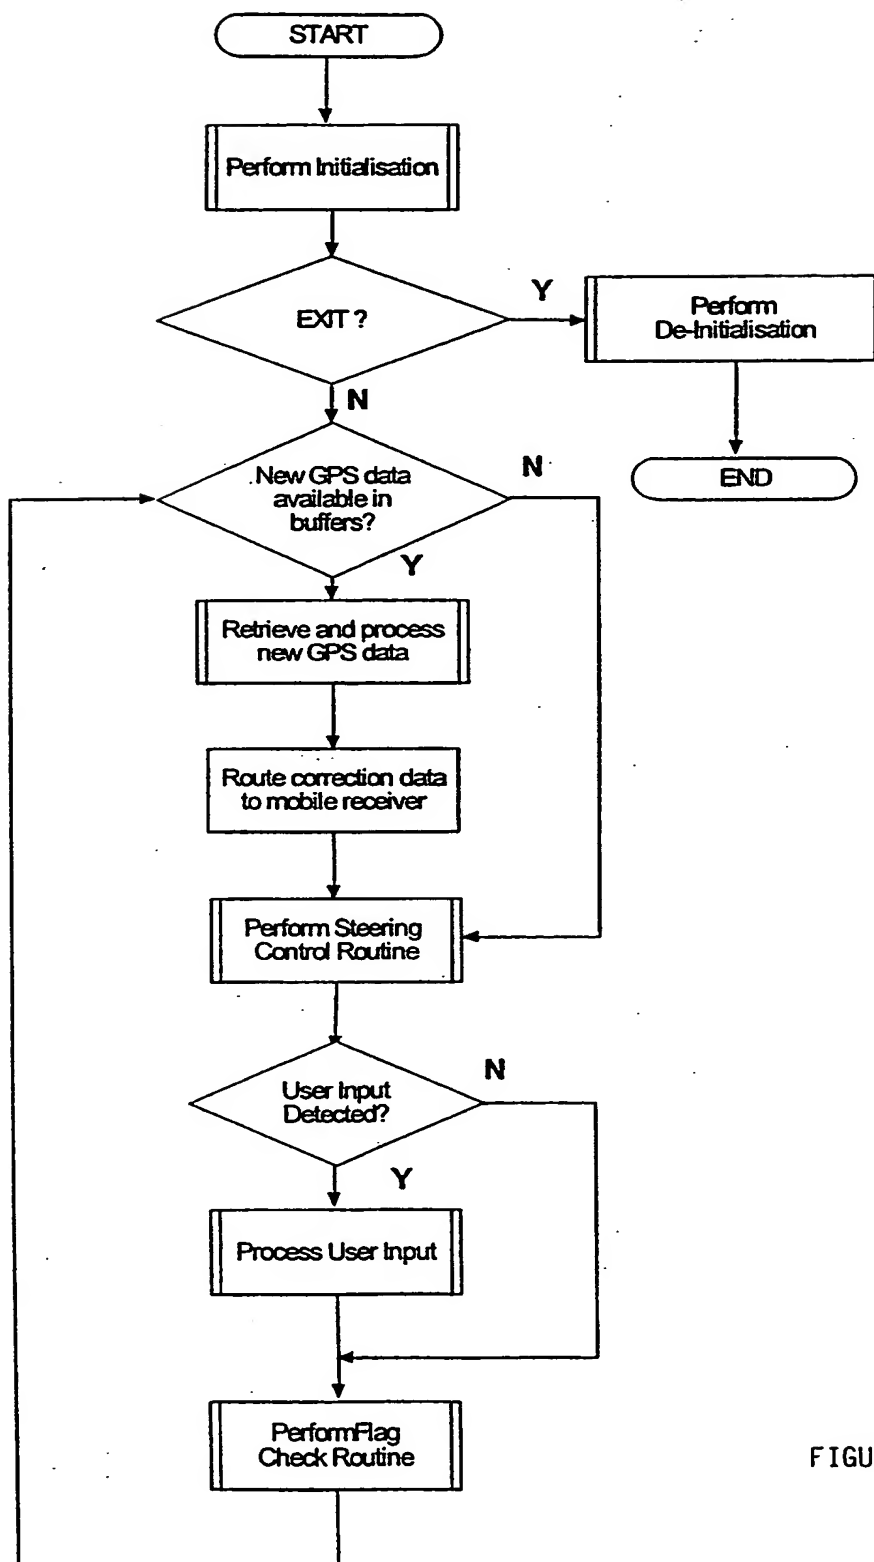 START
Perform Initialisation
EXIT ?
Y
Perform
De-Initialisation
N
END
New GPS data
available in
buffers?
N
Y
Retrieve and process
new GPS data
Route correction data
to mobile receiver
Perform Steering
Control Routine
User Input
Detected?
N
Y
Process User Input
PerformFlag
Check Routine
FIGU